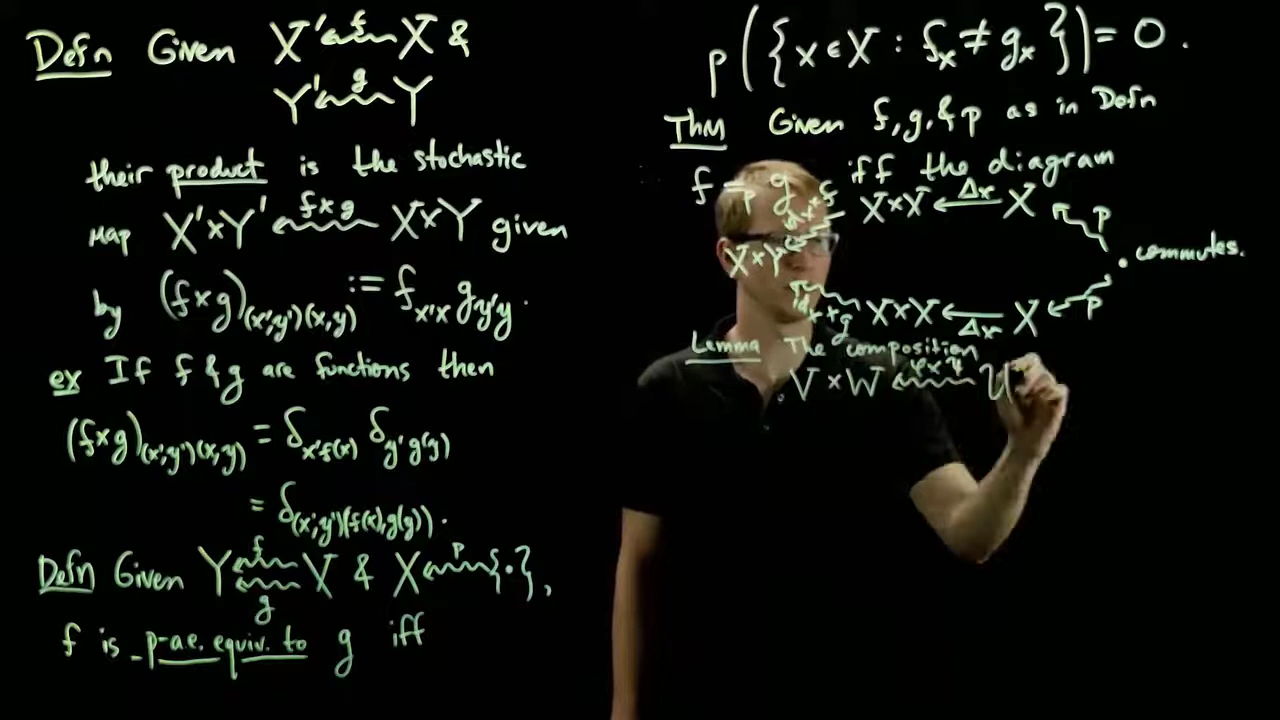 Defn Given X' f X &
Y' g Y
their product is the stochastic
map X'×Y' f×g X×Y given
by (f×g)(x',y')(x,y) := fx'x gy'y.
ex If f & g are functions then
(f×g)(x',y')(x,y) = δx'f(x) δy'g(y)
= δ(x',y')(f(x),g(y)).
Defn Given Y f g X & X p {•},
f is p-a.e. equiv. to g iff
p({x∈X : fx ≠ gx}) = 0.
Thm Given f, g, & p as in Defn
f =p g iff the diagram
X×Y idX×f X×X ΔX X p • commutes.
idX×g X×X ΔX X p
Lemma The composition
V×W φ×ψ